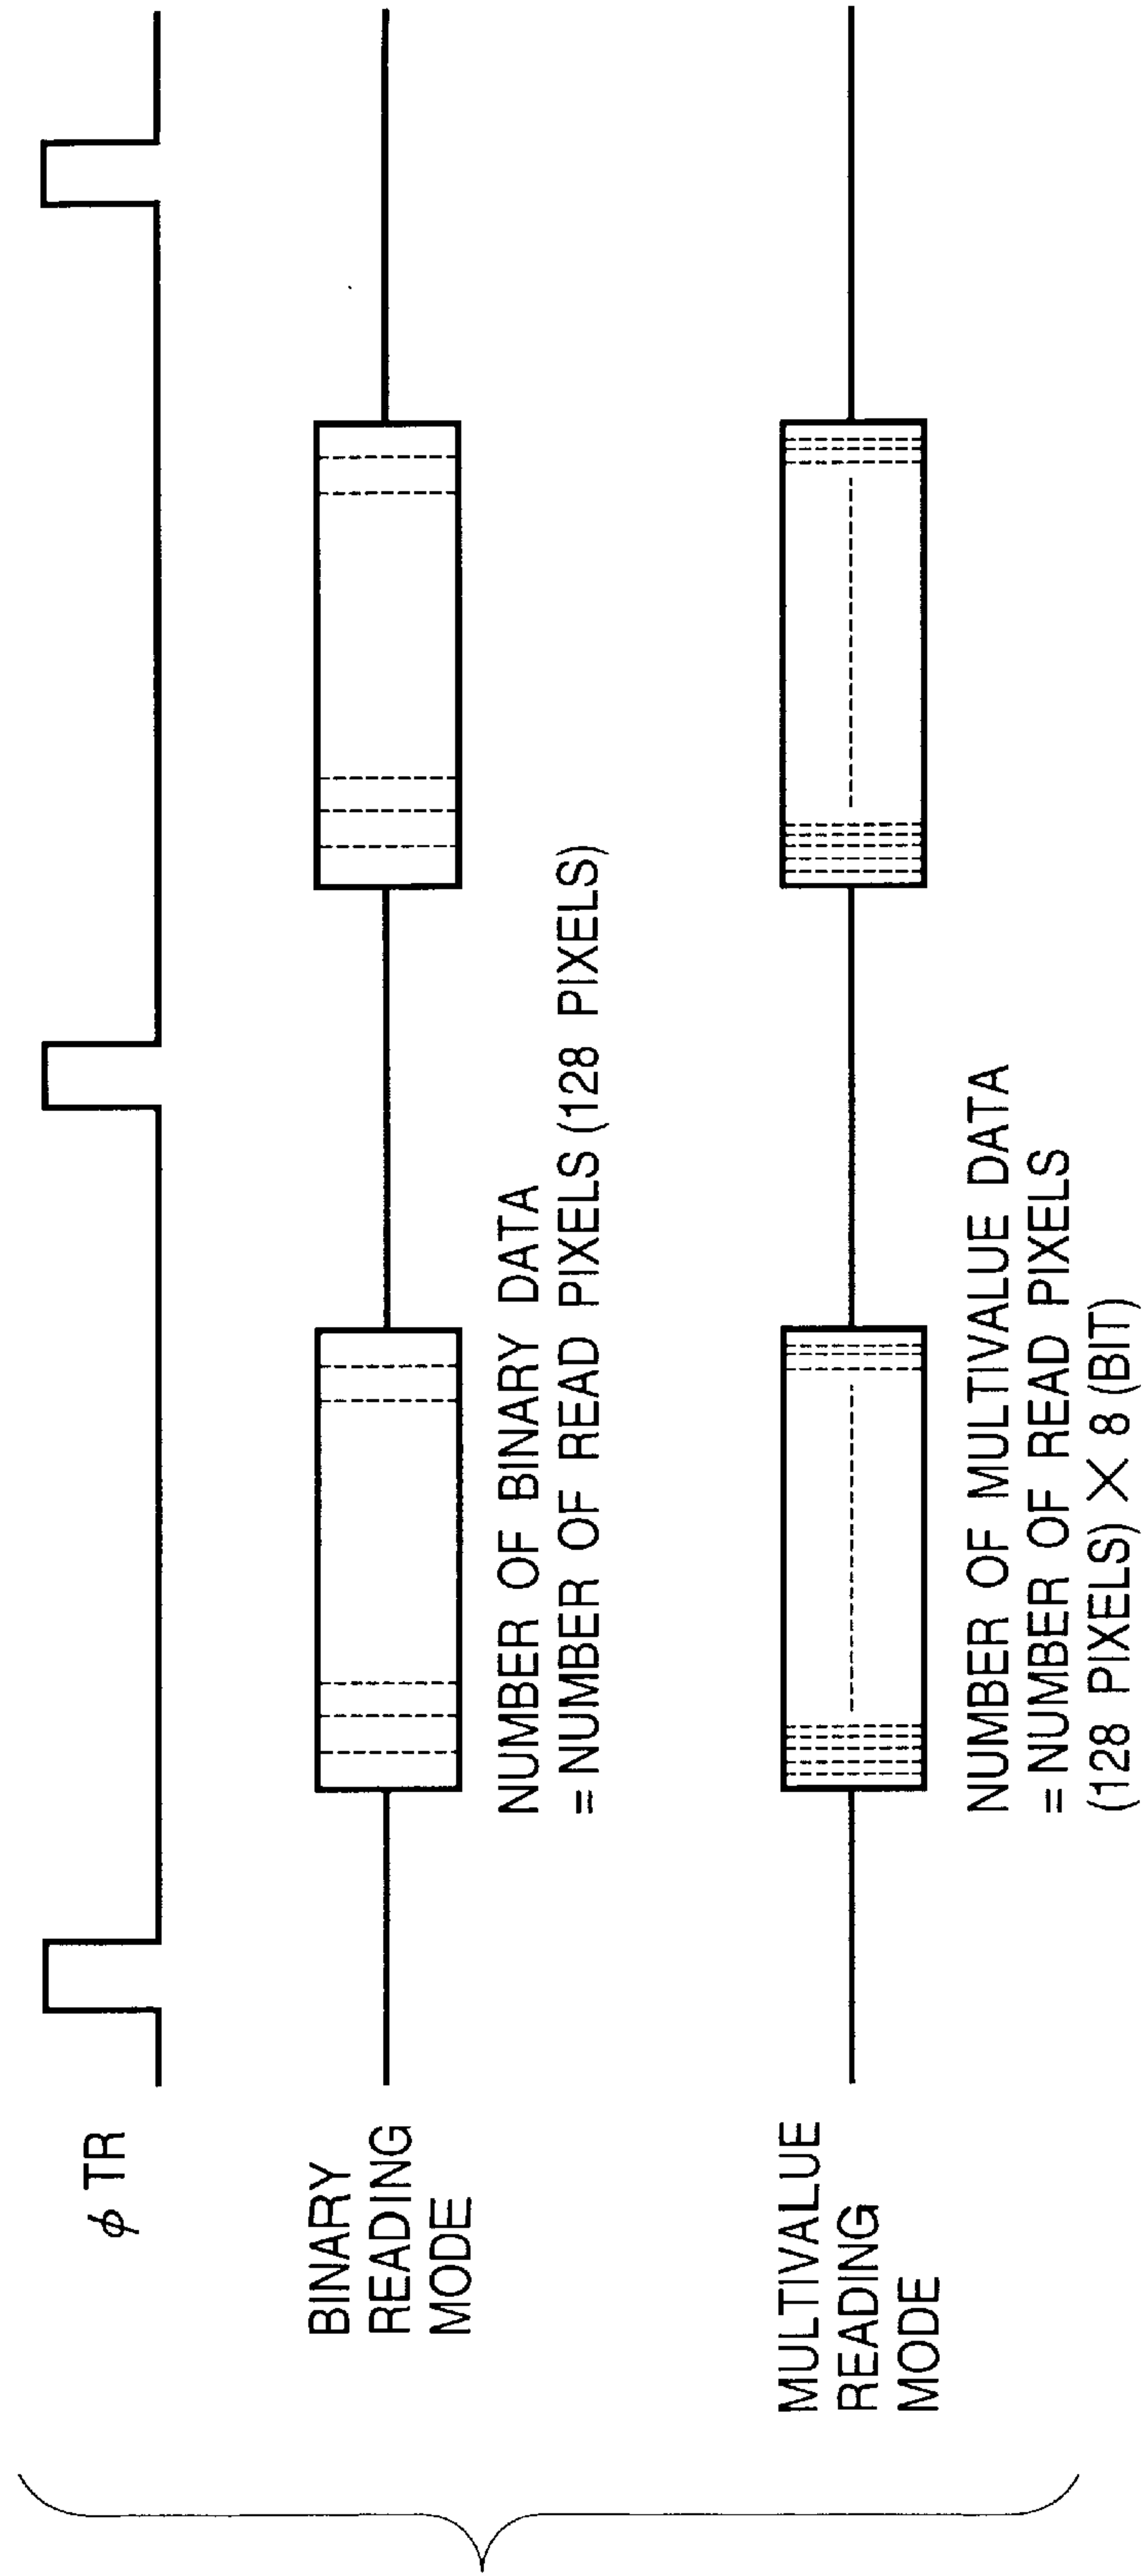 φ TR
BINARY
READING
MODE
NUMBER OF BINARY DATA
= NUMBER OF READ PIXELS (128 PIXELS)
MULTIVALUE
READING
MODE
NUMBER OF MULTIVALUE DATA
= NUMBER OF READ PIXELS
(128 PIXELS) × 8 (BIT)